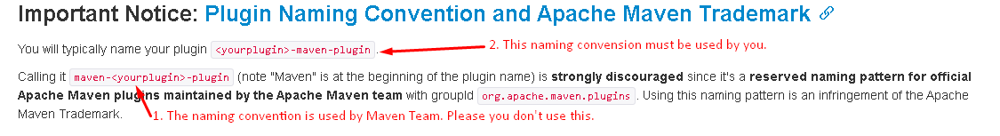 Important Notice: Plugin Naming Convention and Apache Maven Trademark
You will typically name your plugin <yourplugin>-maven-plugin.
2. This naming convension must be used by you.
Calling it maven-<yourplugin>-plugin (note "Maven" is at the beginning of the plugin name) is strongly discouraged since it's a reserved naming pattern for official
Apache Maven plugins maintained by the Apache Maven team with groupId org.apache.maven.plugins. Using this naming pattern is an infringement of the Apache
Maven Trademark.
1. The naming convention is used by Maven Team. Please you don't use this.